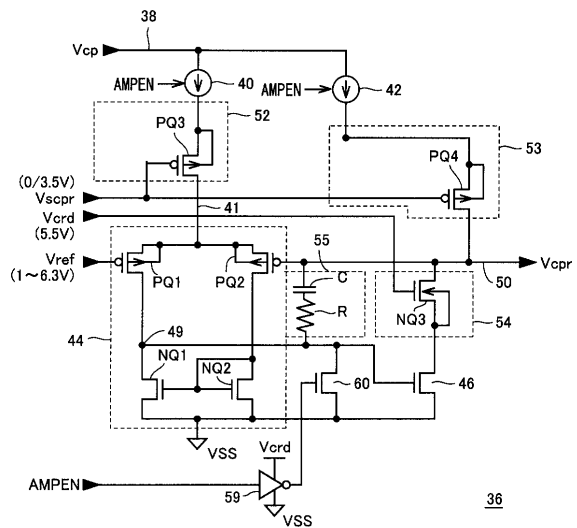 38
Vcp
AMPEN
40
AMPEN
42
52
PQ3
53
PQ4
(0/3.5V)
Vscpr
Vcrd
(5.5V)
41
55
Vref
(1~6.3V)
PQ1
PQ2
C
R
50
Vcpr
44
49
NQ3
54
NQ1
NQ2
60
46
VSS
Vcrd
AMPEN
59
VSS
36